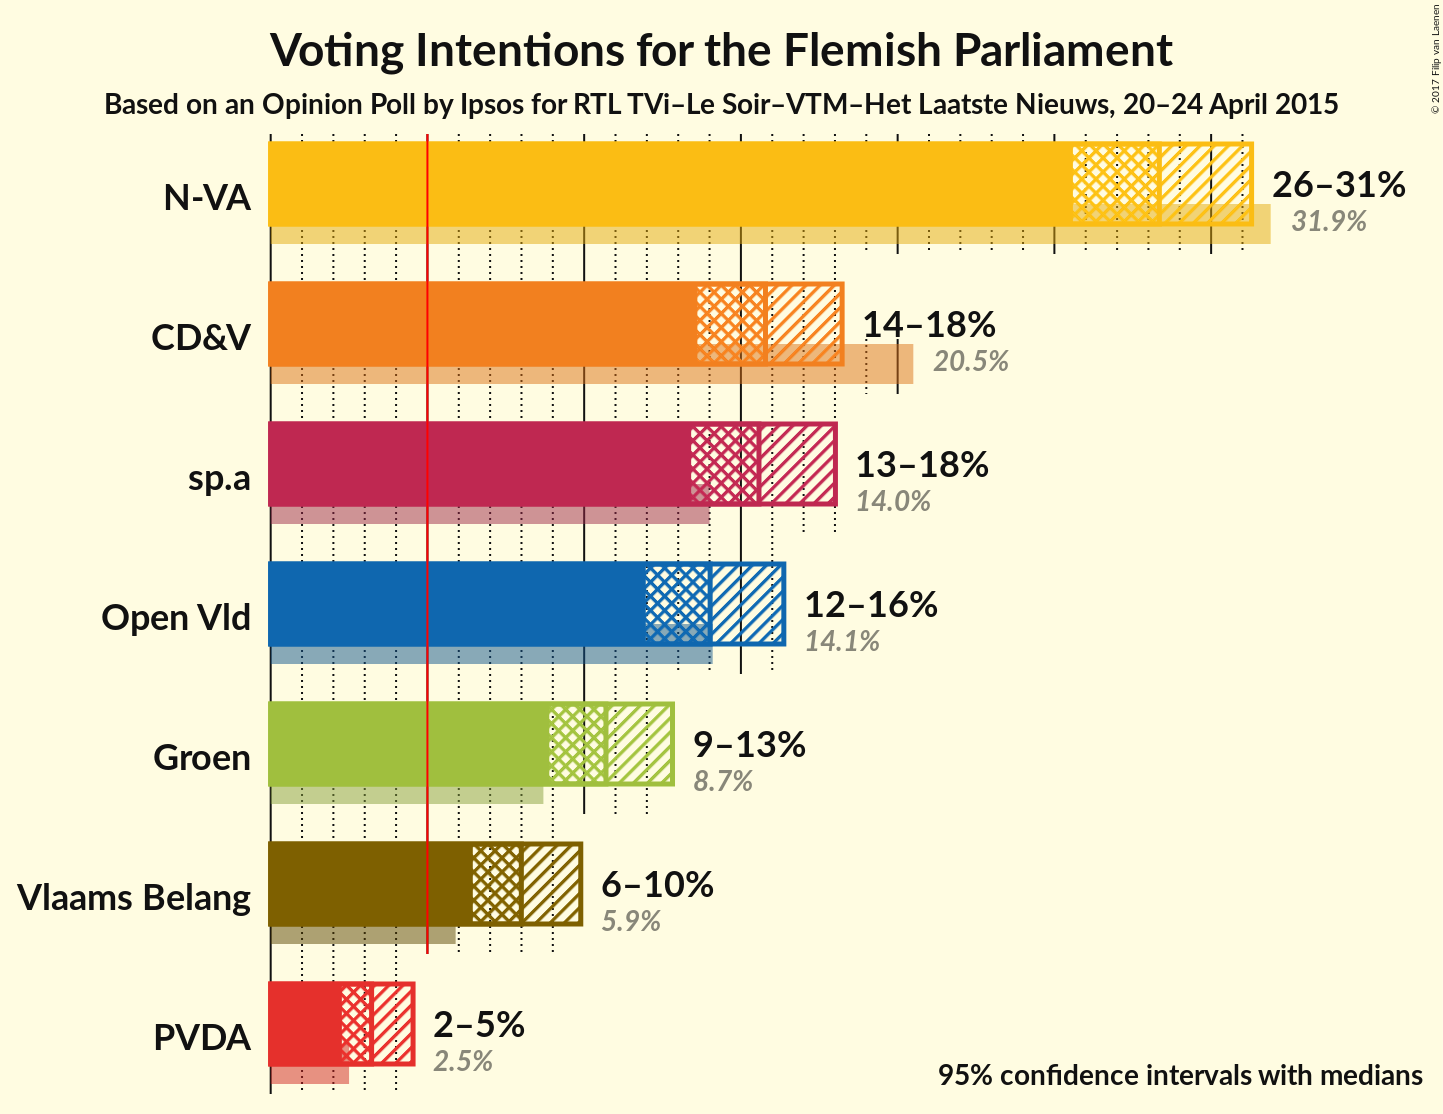 Voting Intentions for the Flemish Parliament
Based on an Opinion Poll by Ipsos for RTL TVi–Le Soir–VTM–Het Laatste Nieuws, 20–24 April 2015
© 2017 Filip van Laenen
N-VA
26–31%
31.9%
CD&V
14–18%
20.5%
sp.a
13–18%
14.0%
Open Vld
12–16%
14.1%
Groen
9–13%
8.7%
Vlaams Belang
6–10%
5.9%
PVDA
2–5%
2.5%
95% confidence intervals with medians